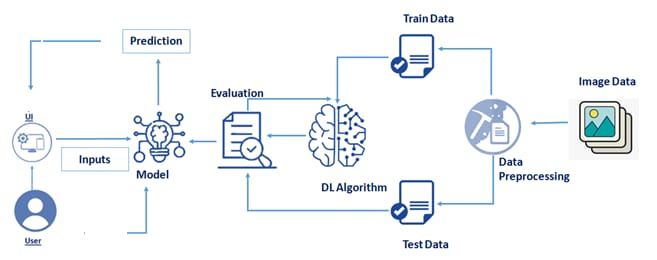 Train Data
Prediction
Image Data
Evaluation
UI
Inputs
Model
DL Algorithm
Data
Preprocessing
User
Test Data